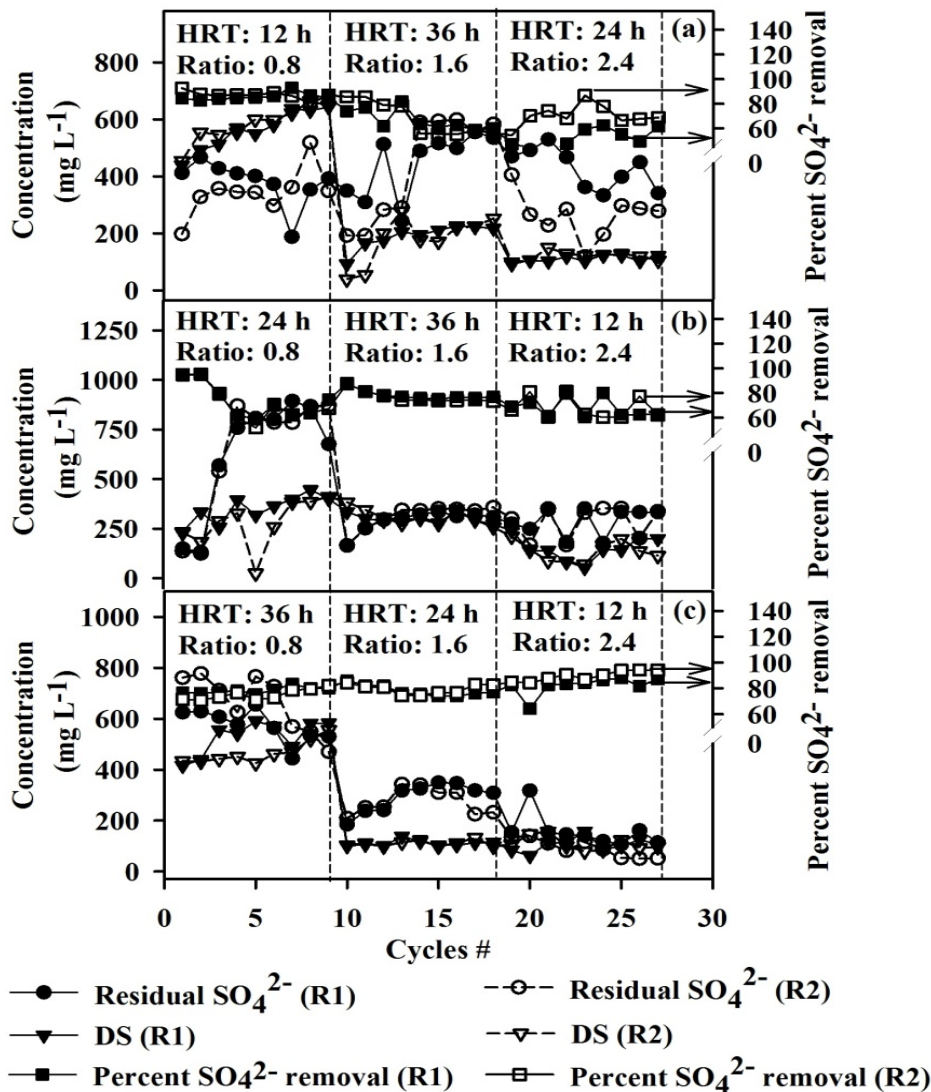 HRT: 12 h HRT: 36 h HRT: 24 h (a)
Ratio: 0.8 Ratio: 1.6 Ratio: 2.4
800
600
400
200
0
140
100
80
60
0
Concentration
(mg L⁻¹)
Percent SO₄²⁻ removal
HRT: 24 h HRT: 36 h HRT: 12 h (b)
Ratio: 0.8 Ratio: 1.6 Ratio: 2.4
1250
1000
750
500
250
0
140
100
80
60
0
Concentration
(mg L⁻¹)
Percent SO₄²⁻ removal
HRT: 36 h HRT: 24 h HRT: 12 h (c)
Ratio: 0.8 Ratio: 1.6 Ratio: 2.4
1000
800
600
400
200
0
140
100
80
60
0
Concentration
(mg L⁻¹)
Percent SO₄²⁻ removal
0 5 10 15 20 25 30
Cycles #
Residual SO₄²⁻ (R1) Residual SO₄²⁻ (R2)
DS (R1) DS (R2)
Percent SO4²⁻ removal (R1) Percent SO₄²⁻ removal (R2)